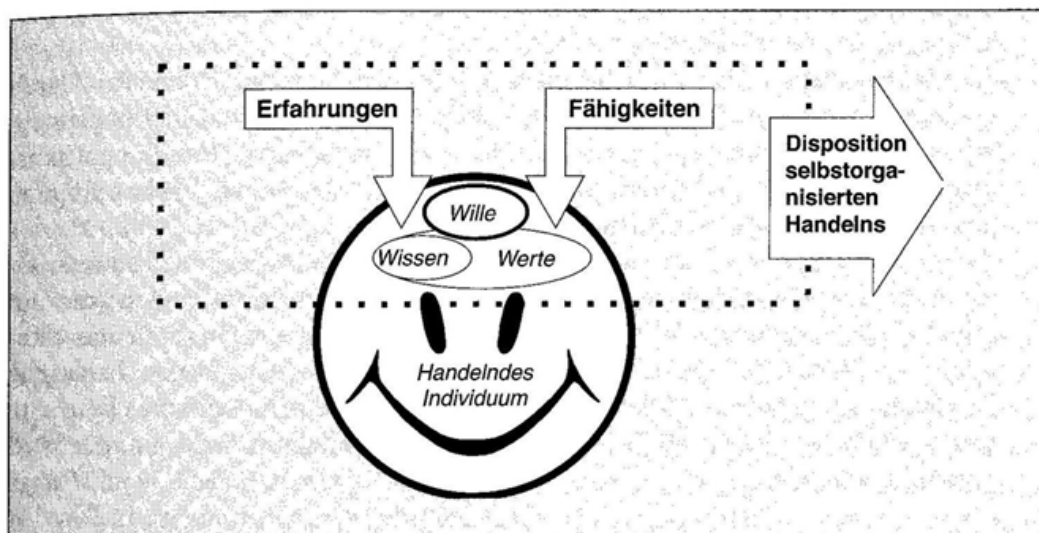 Erfahrungen
Fähigkeiten
Disposition
selbstorga-
nisierten
Handelns
Wille
Wissen
Werte
Handelndes
Individuum